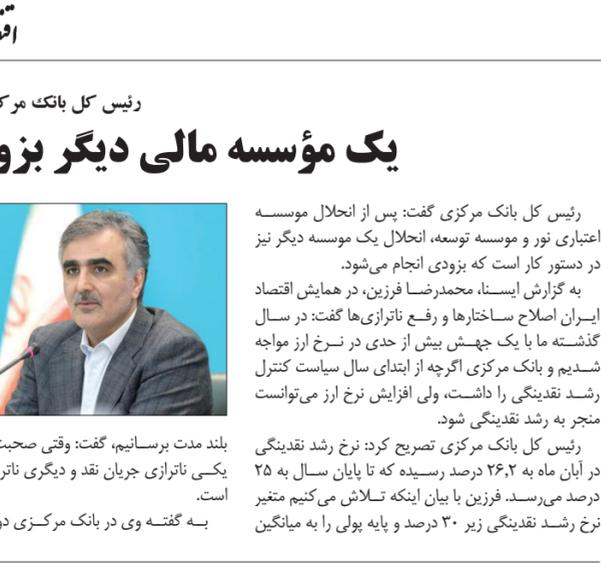 رئیس کل بانک
یک مؤسسه مالی دیگر
رئیس کل بانک مرکزی گفت: پس از انحلال موسسه
اعتباری نور و موسسه توسعه، انحلال یک موسسه دیگر نیز
در دستور کار است که بزودی انجام می‌شود.
به گزارش ایسنا، محمدرضا فرزین، در همایش اقتصاد
ایران اصلاح ساختارها و رفع ناترازی‌ها گفت: در سال
گذشته ما با یک جهش بیش از حدی در نرخ ارز مواجه
شدیم و بانک مرکزی اگرچه از ابتدای سال سیاست کنترل
رشد نقدینگی را داشت، ولی افزایش نرخ ارز می‌توانست
منجر به رشد نقدینگی شود.
رئیس کل بانک مرکزی تصریح کرد: نرخ رشد نقدینگی
در آبان ماه به ۲۶٫۲ درصد رسیده که تا پایان سال به ۲۵
درصد می‌رسد. فرزین با بیان اینکه تلاش می‌کنیم متغیر
نرخ رشد نقدینگی زیر ۳۰ درصد و پایه پولی را به میانگین
بلند مدت برسانیم، گفت: وقتی صحبت
یکی ناترازی جریان نقد و دیگری
است.
به گفته وی در بانک مرکزی